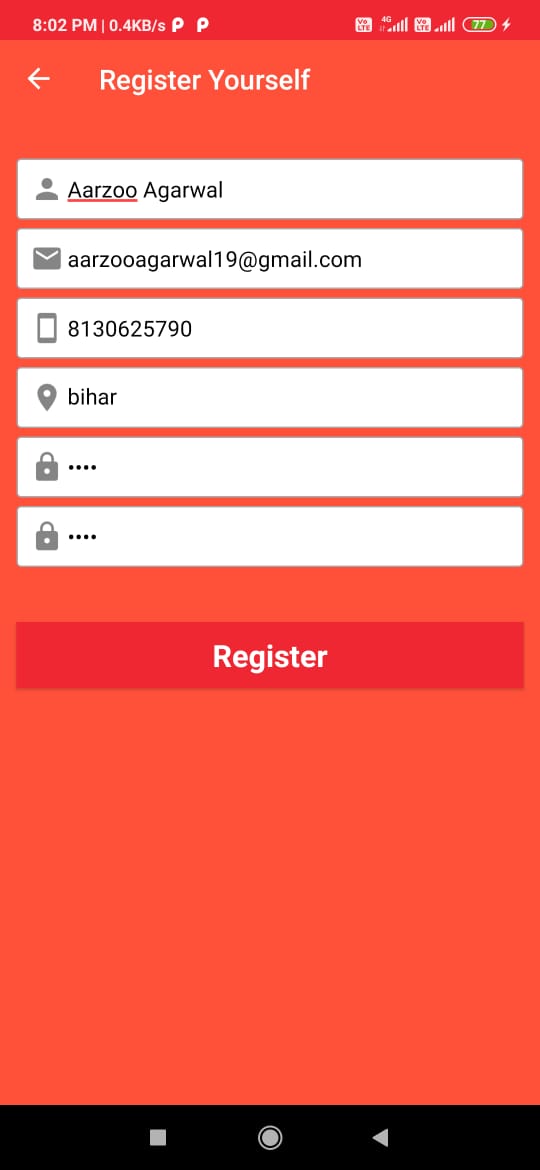 8:02 PM | 0.4KB/s
Vo LTE 4G Vo LTE 77
Register Yourself
Aarzoo Agarwal
aarzooagarwal19@gmail.com
8130625790
bihar
••••
••••
Register